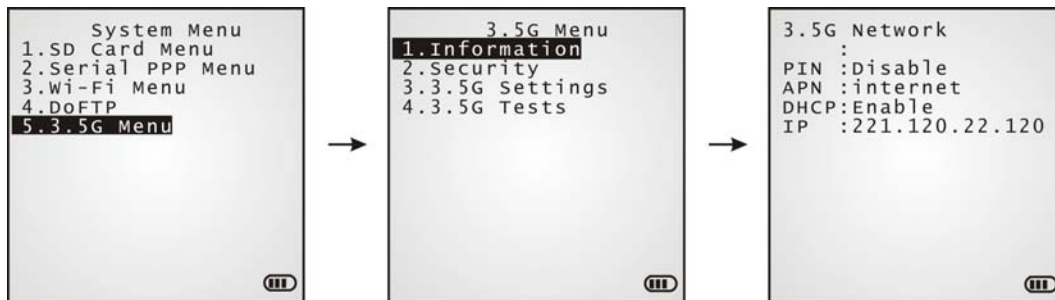 System Menu
1.SD Card Menu
2.Serial PPP Menu
3.Wi-Fi Menu
4.DoFTP
5.3.5G Menu
3.5G Menu
1.Information
2.Security
3.3.5G Settings
4.3.5G Tests
3.5G Network
:
PIN :Disable
APN :internet
DHCP:Enable
IP :221.120.22.120